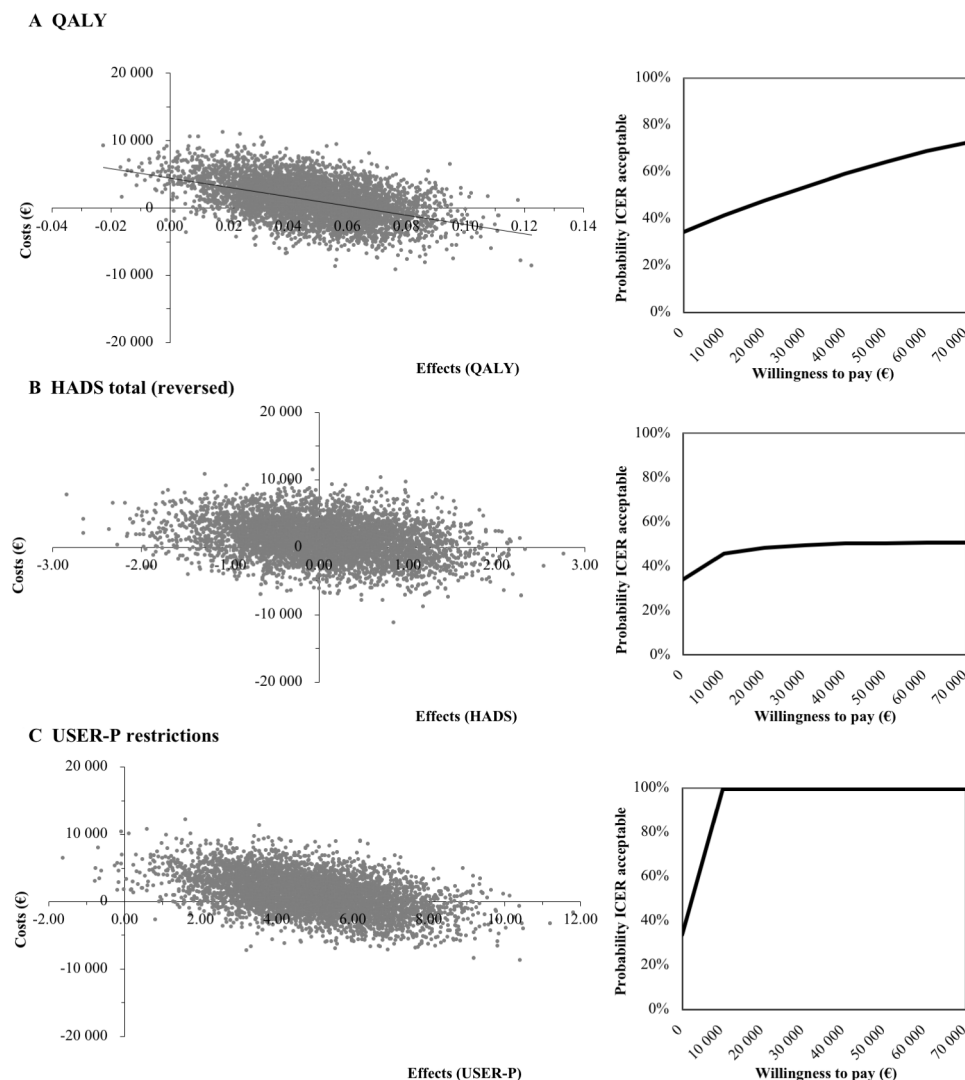 A QALY
20 000
10 000
0
-10 000
-20 000
-0.04 -0.02 0.00 0.02 0.04 0.06 0.08 0.10 0.12 0.14
Costs (€)
Effects (QALY)
100%
80%
60%
40%
20%
0%
Probability ICER acceptable
0 10 000 20 000 30 000 40 000 50 000 60 000 70 000
Willingness to pay (€)
B HADS total (reversed)
20 000
10 000
0
-10 000
-20 000
-3.00 -2.00 -1.00 0.00 1.00 2.00 3.00
Costs (€)
Effects (HADS)
100%
80%
60%
40%
20%
0%
Probability ICER acceptable
0 10 000 20 000 30 000 40 000 50 000 60 000 70 000
Willingness to pay (€)
C USER-P restrictions
20 000
10 000
0
-10 000
-20 000
-2.00 0.00 2.00 4.00 6.00 8.00 10.00 12.00
Costs (€)
Effects (USER-P)
100%
80%
60%
40%
20%
0%
Probability ICER acceptable
0 10 000 20 000 30 000 40 000 50 000 60 000 70 000
Willingness to pay (€)